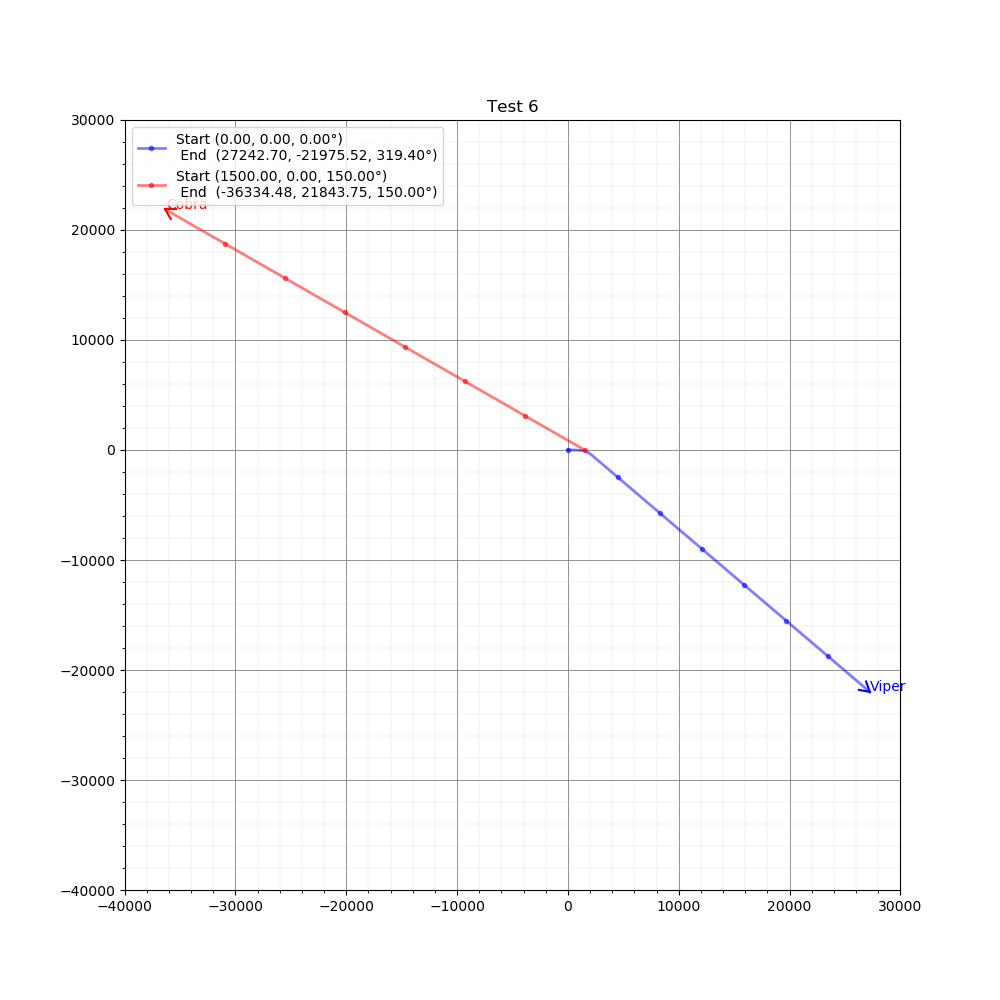 Test 6
30000
20000
10000
0
−10000
−20000
−30000
−40000
Start (0.00, 0.00, 0.00°)
End (27242.70, -21975.52, 319.40°)
Start (1500.00, 0.00, 150.00°)
End (-36334.48, 21843.75, 150.00°)
Cobra
Viper
−40000 −30000 −20000 −10000 0 10000 20000 30000